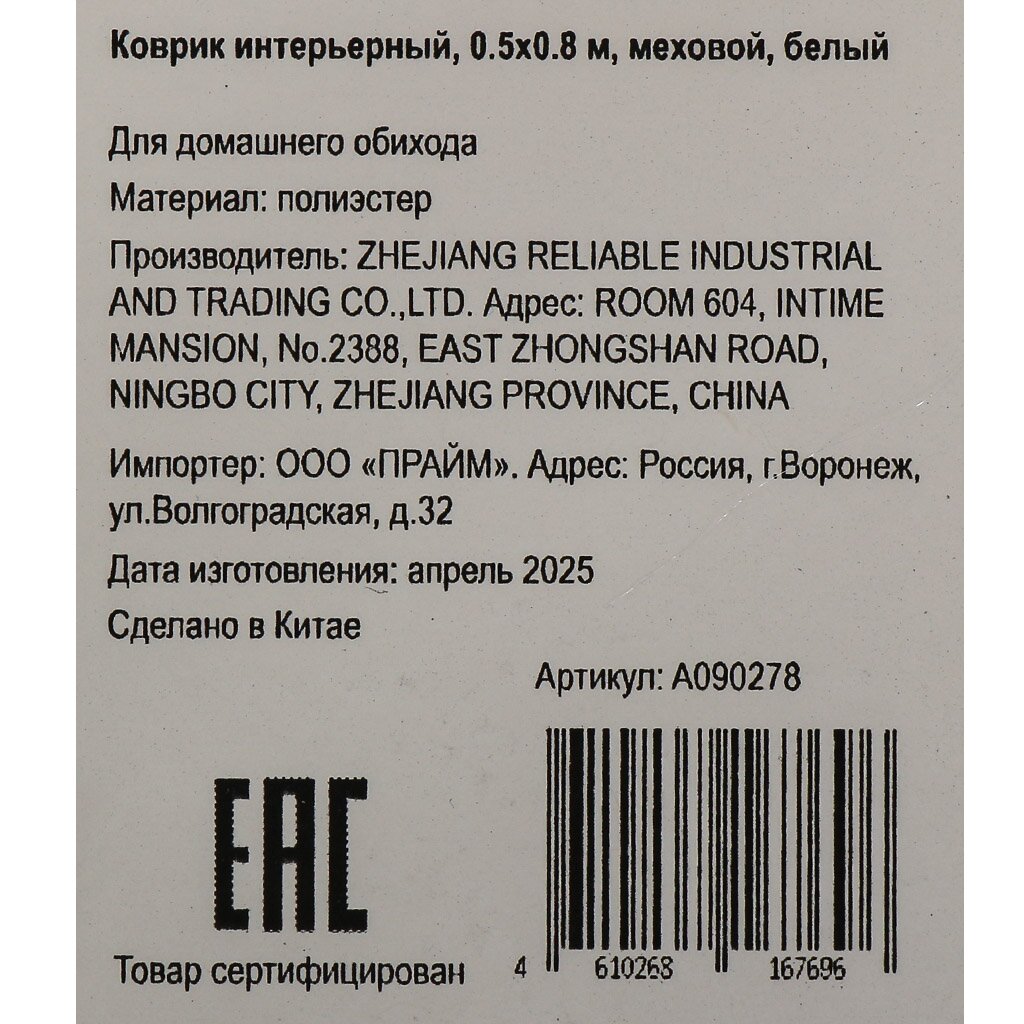 Коврик интерьерный, 0.5х0.8 м, меховой, белый
Для домашнего обихода
Материал: полиэстер
Производитель: ZHEJIANG RELIABLE INDUSTRIAL
AND TRADING CO.,LTD. Адрес: ROOM 604, INTIME
MANSION, No.2388, EAST ZHONGSHAN ROAD,
NINGBO CITY, ZHEJIANG PROVINCE, CHINA
Импортер: ООО «ПРАЙМ». Адрес: Россия, г.Воронеж,
ул.Волгоградская, д.32
Дата изготовления: апрель 2025
Сделано в Китае
Артикул: А090278
ЕАС
Товар сертифицирован
4 610268 167696